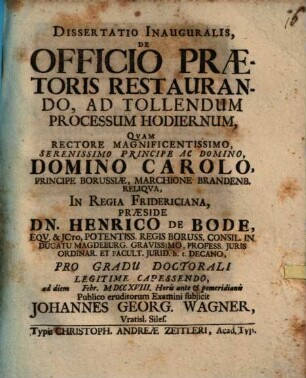 DISSERTATIO INAUGURALIS,
DE
OFFICIO PRÆ-
TORIS RESTAURAN-
DO, AD TOLLENDUM
PROCESSUM HODIERNUM,
QVAM
RECTORE MAGNIFICENTISSIMO,
SERENISSIMO PRINCIPE AC DOMINO,
DOMINO CAROLO,
PRINCIPE BORUSSIÆ, MARCHIONE BRANDENB.
RELIQVA,
IN REGIA FRIDERICIANA,
PRÆSIDE
DN. HENRICO DE BODE,
EQV. & JCto, POTENTISS. REGIS BORUSS. CONSIL. IN
DUCATU MAGDEBURG. GRAVISSIMO, PROFESS. JURIS
ORDINAR. ET FACULT. JURID. h. t. DECANO,
PRO GRADU DOCTORALI
LEGITIME CAPESSENDO,
ad diem Febr. MDCCXVIII. Horis ante & pomeridianis
Publico eruditorum Examini subjicit
JOHANNES GEORG. WAGNER,
Vratisl. Siles.
Typis CHRISTOPH. ANDREÆ ZEITLERI, Acad. Typ.